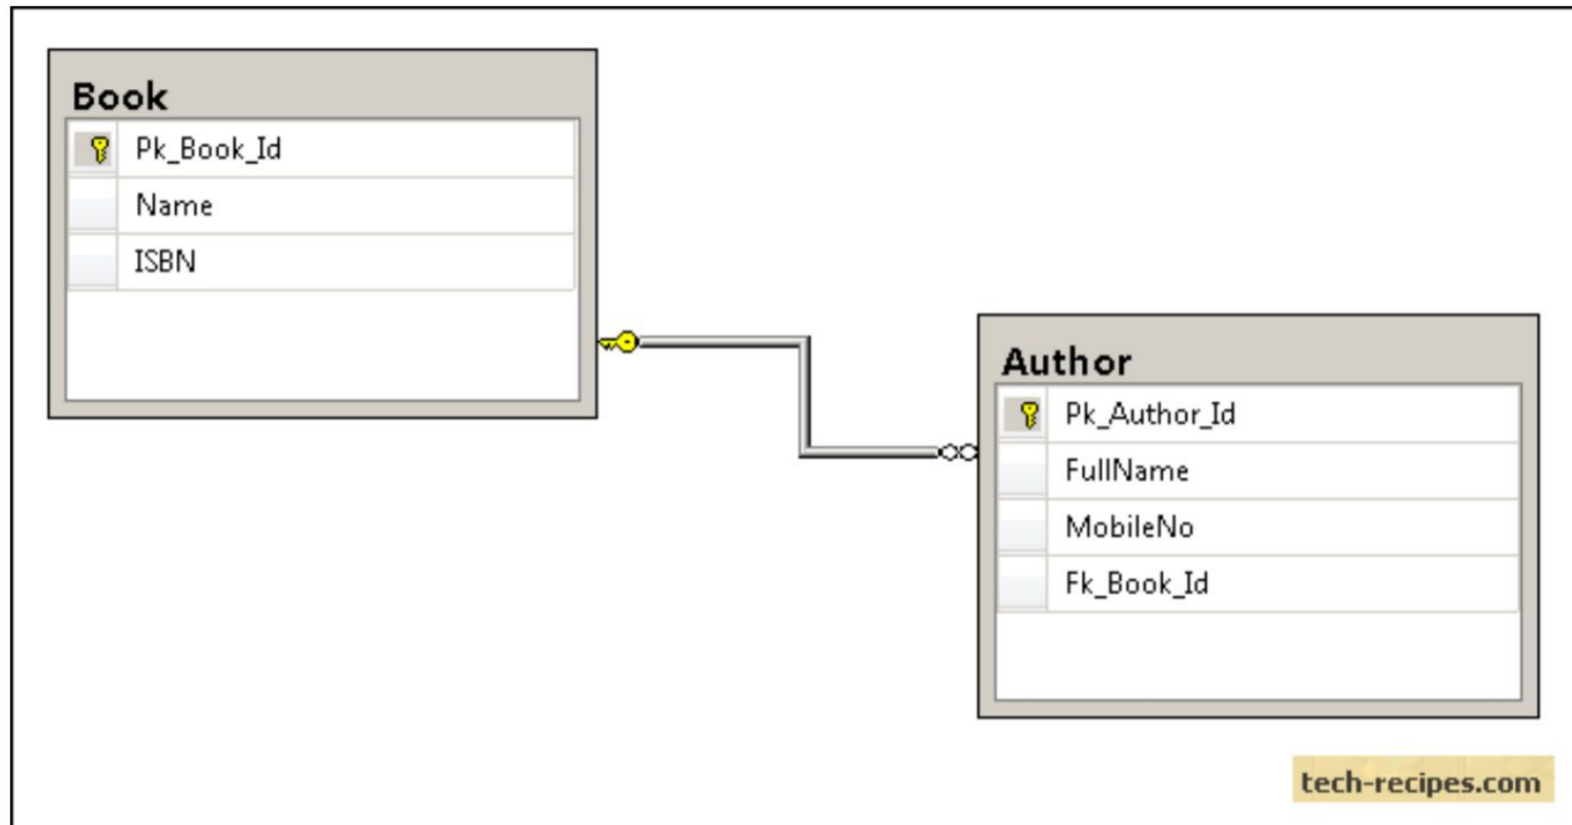 Book
Pk_Book_Id
Name
ISBN
Author
Pk_Author_Id
FullName
MobileNo
Fk_Book_Id
tech-recipes.com